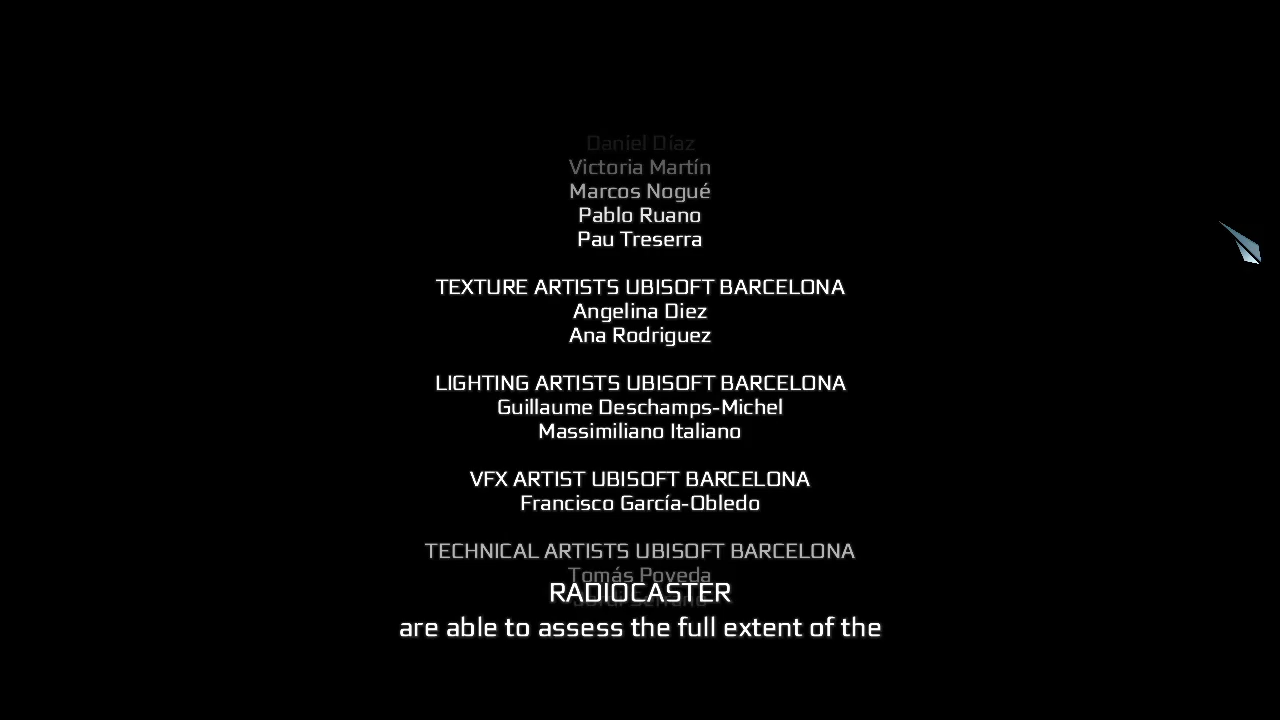 Daniel Díaz
Victoria Martín
Marcos Nogué
Pablo Ruano
Pau Treserra
TEXTURE ARTISTS UBISOFT BARCELONA
Angelina Diez
Ana Rodriguez
LIGHTING ARTISTS UBISOFT BARCELONA
Guillaume Deschamps-Michel
Massimiliano Italiano
VFX ARTIST UBISOFT BARCELONA
Francisco García-Obledo
TECHNICAL ARTISTS UBISOFT BARCELONA
Tomás Poveda
RADIOCASTER
are able to assess the full extent of the